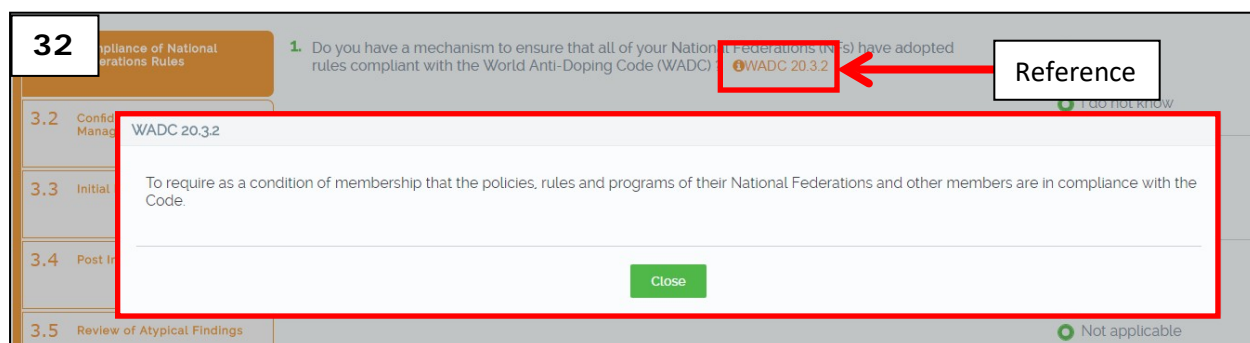 32
mpliance of National
erations Rules
1. Do you have a mechanism to ensure that all of your National Federations (NFs) have adopted
rules compliant with the World Anti-Doping Code (WADC) ? WADC 20.3.2
Reference
I do not know
3.2 Confid
Manag
WADC 20.3.2
To require as a condition of membership that the policies, rules and programs of their National Federations and other members are in compliance with the
Code.
3.3 Initial
3.4 Post In
Close
3.5 Review of Atypical Findings
Not applicable